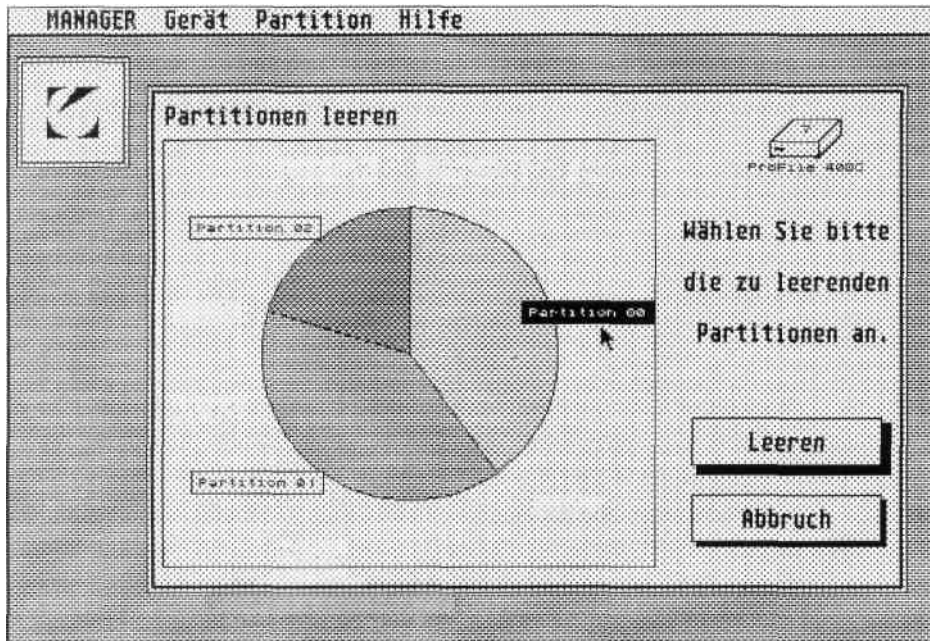 MANAGER Gerät Partition Hilfe
Partitionen leeren
ProFile 400C
Partition 02
Wählen Sie bitte
die zu leerenden
Partition 00
Partitionen an.
Leeren
Partition 01
Abbruch